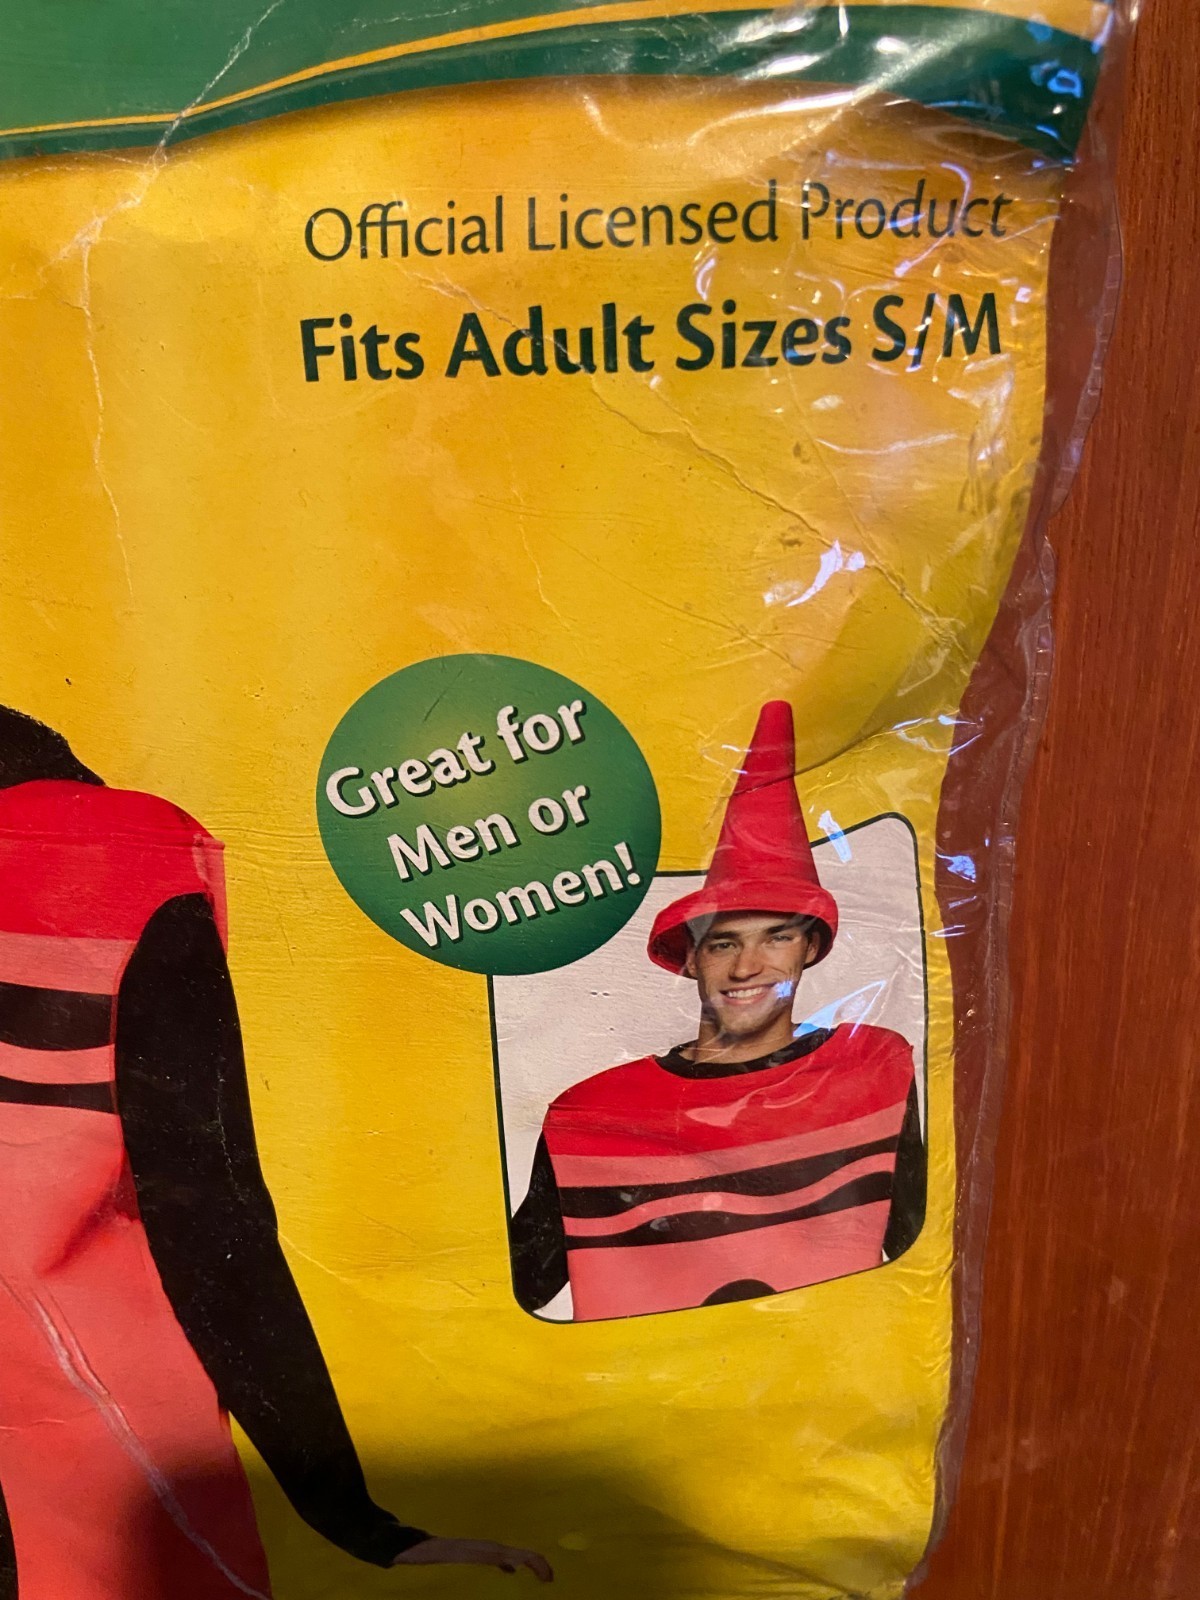 Official Licensed Product
Fits Adult Sizes S/M
Great for
Men or
Women!